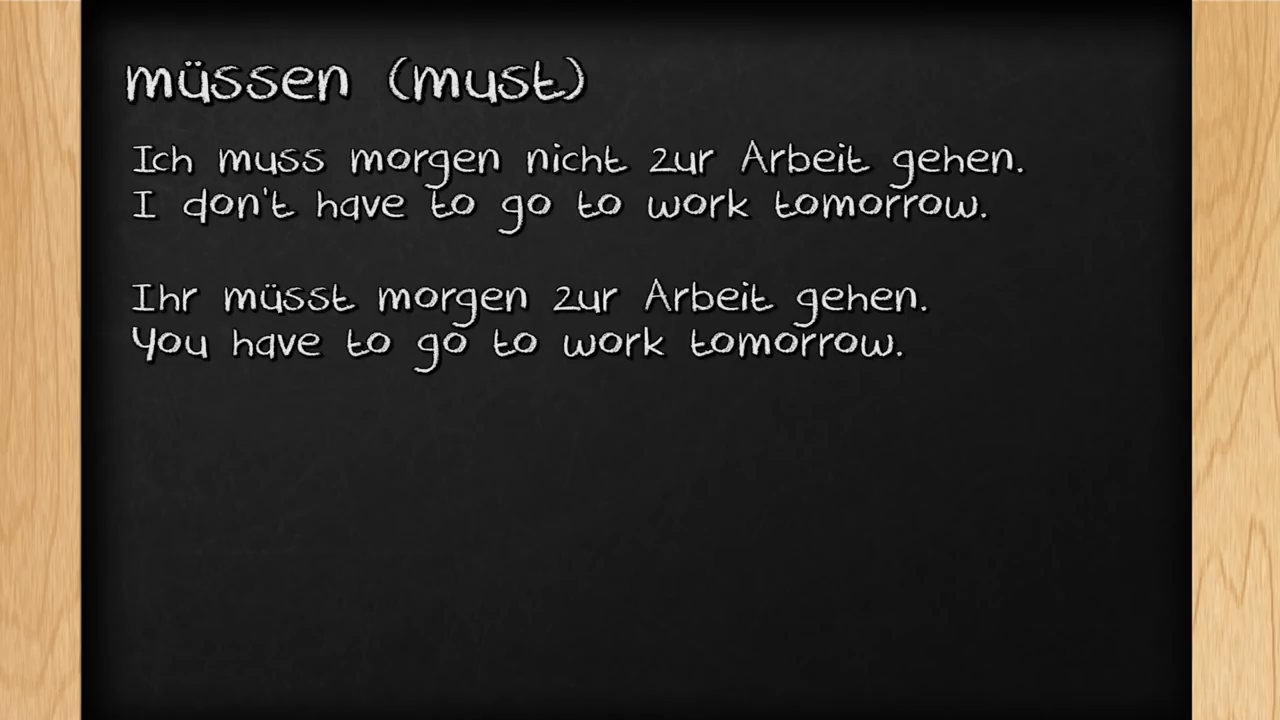 müssen (must)
Ich muss morgen nicht zur Arbeit gehen.
I don't have to go to work tomorrow.
Ihr müsst morgen zur Arbeit gehen.
You have to go to work tomorrow.